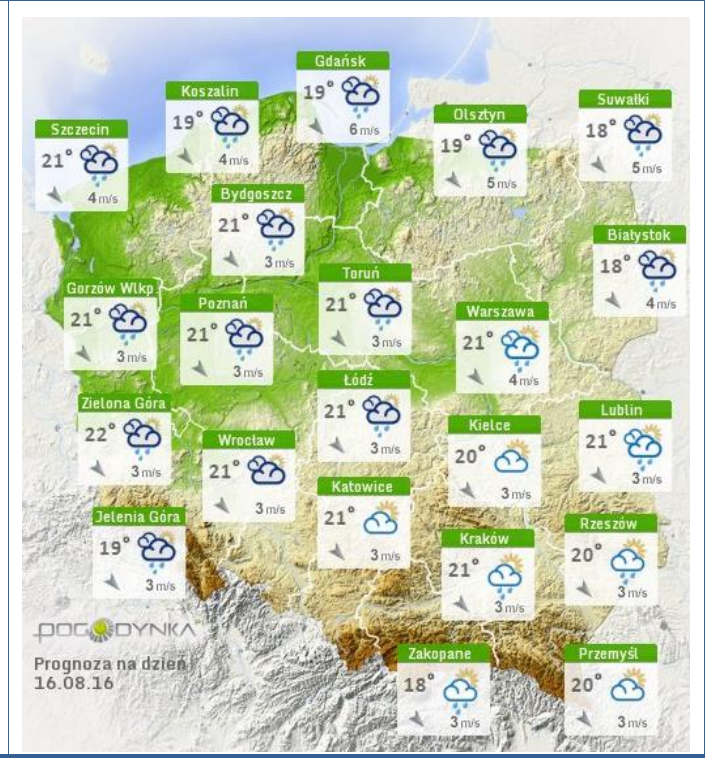 Gdańsk
19°
6 m/s
Koszalin
19°
4 m/s
Suwałki
18°
5 m/s
Olsztyn
19°
5 m/s
Szczecin
21°
4 m/s
Bydgoszcz
21°
3 m/s
Białystok
18°
4 m/s
Toruń
21°
3 m/s
Gorzów Wlkp.
21°
3 m/s
Poznań
21°
3 m/s
Warszawa
21°
4 m/s
Łódź
21°
3 m/s
Zielona Góra
22°
3 m/s
Lublin
21°
3 m/s
Kielce
20°
3 m/s
Wrocław
21°
3 m/s
Katowice
21°
3 m/s
Jelenia Góra
19°
3 m/s
Rzeszów
20°
3 m/s
Kraków
21°
3 m/s
POGODYNKA
Prognoza na dzień
16.08.16
Zakopane
18°
3 m/s
Przemyśl
20°
3 m/s